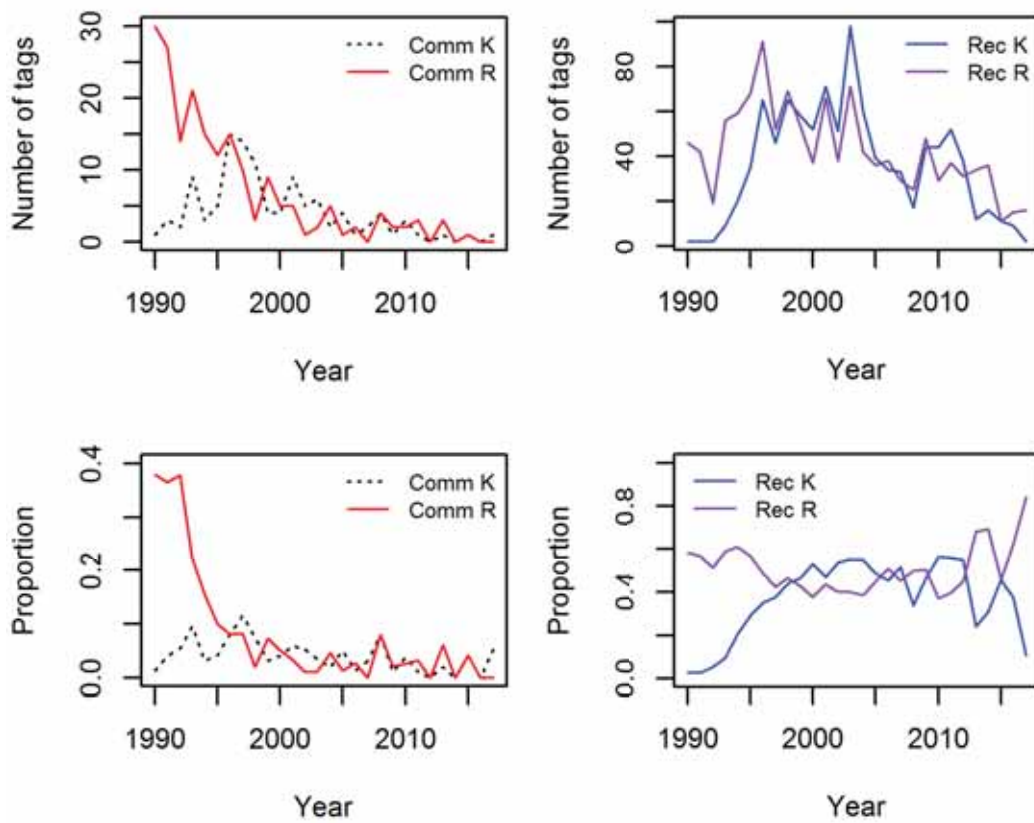 Number of tags
30
20
10
0
Comm K
Comm R
1990
2000
2010
Year
Number of tags
80
40
0
Rec K
Rec R
1990
2000
2010
Year
Proportion
0.4
0.2
0.0
Comm K
Comm R
1990
2000
2010
Year
Proportion
0.8
0.4
0.0
Rec K
Rec R
1990
2000
2010
Year